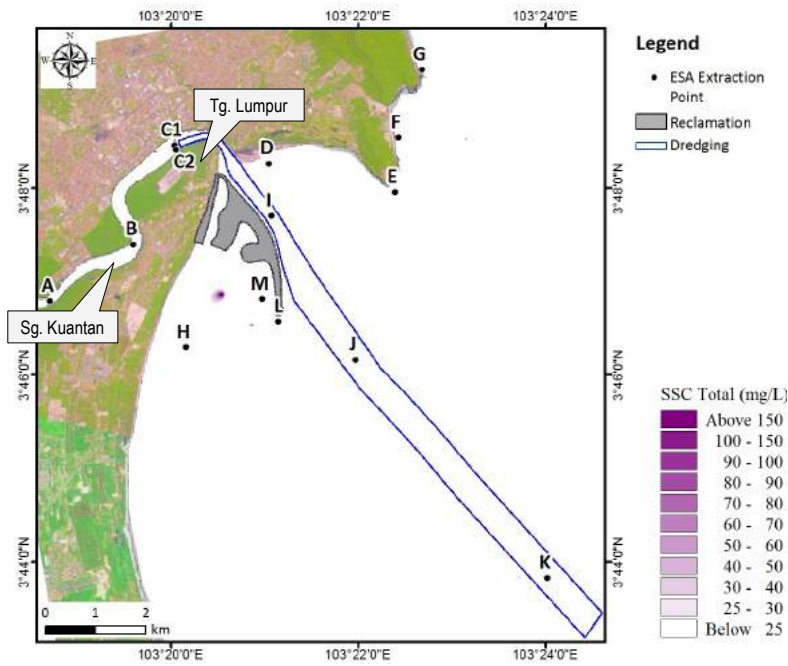 103°20'0"E 103°22'0"E 103°24'0"E
N
W E
S
G
Legend
ESA Extraction
Point
Reclamation
Dredging
Tg. Lumpur
F
C1
C2
D
E
3°48'0"N 3°48'0"N
I
B
A
M
L
Sg. Kuantan
H
J
3°46'0"N 3°46'0"N
SSC Total (mg/L)
Above 150
100 - 150
90 - 100
80 - 90
70 - 80
60 - 70
50 - 60
40 - 50
30 - 40
25 - 30
Below 25
3°44'0"N 3°44'0"N
K
0 1 2
km
103°20'0"E 103°22'0"E 103°24'0"E